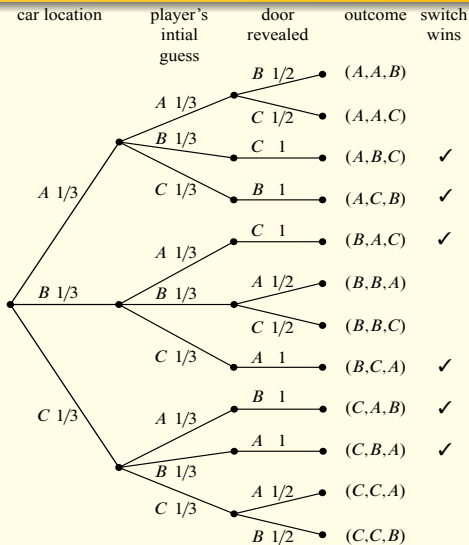 car location player's door outcome switch
intial revealed wins
guess
B 1/2 (A,A,B)
A 1/3
C 1/2 (A,A,C)
B 1/3 C 1 (A,B,C) ✓
C 1/3 B 1 (A,C,B) ✓
A 1/3
C 1 (B,A,C) ✓
A 1/3
A 1/2 (B,B,A)
B 1/3 B 1/3
C 1/2 (B,B,C)
C 1/3 A 1 (B,C,A) ✓
B 1 (C,A,B) ✓
C 1/3 A 1/3
A 1 (C,B,A) ✓
B 1/3
A 1/2 (C,C,A)
C 1/3
B 1/2 (C,C,B)